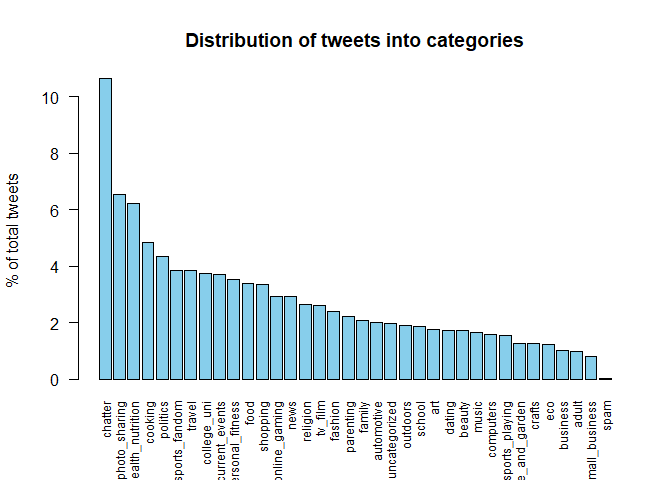 Distribution of tweets into categories
% of total tweets
10
8
6
4
2
0
chatter
photo_sharing
ealth_nutrition
cooking
politics
sports_fandom
travel
college_uni
current_events
ersonal_fitness
food
shopping
online_gaming
news
religion
tv_film
fashion
parenting
family
automotive
uncategorized
outdoors
school
art
dating
beauty
music
computers
sports_playing
e_and_garden
crafts
eco
business
adult
mall_business
spam